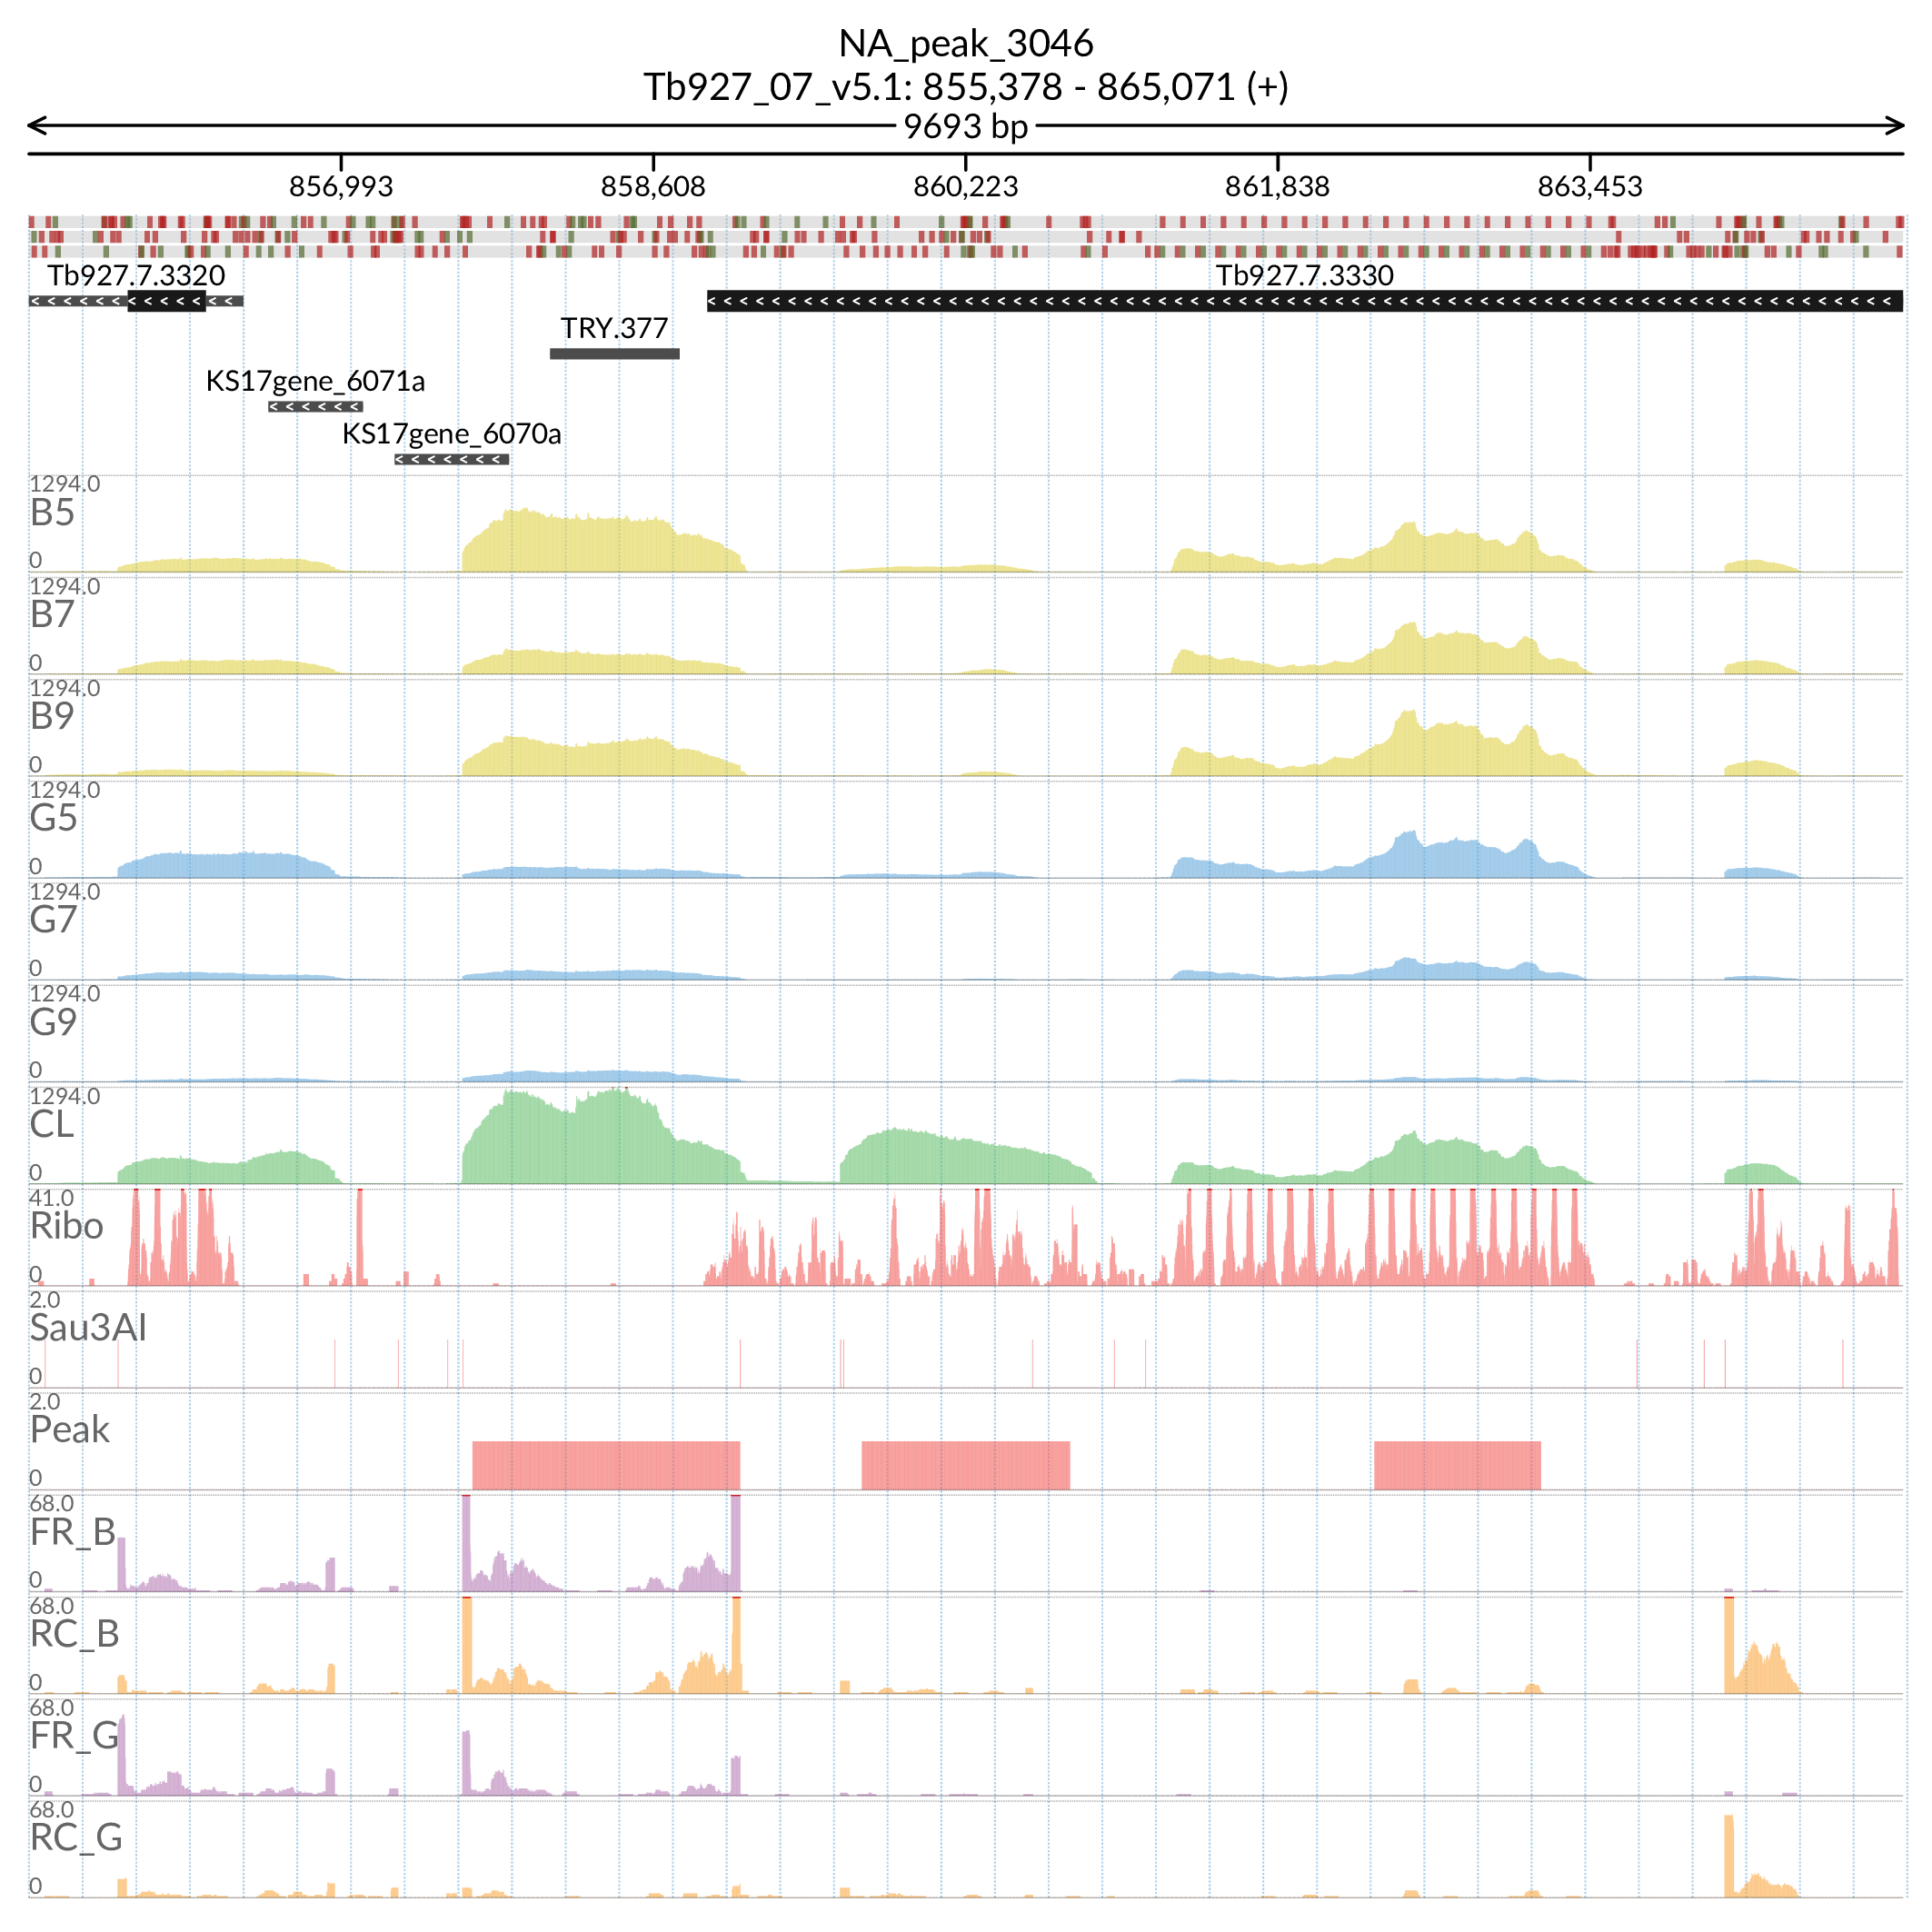 NA_peak_3046
Tb927_07_v5.1: 855,378 - 865,071 (+)
9693 bp
856,993 858,608 860,223 861,838 863,453
Tb927.7.3320 Tb927.7.3330
TRY.377
KS17gene_6071a
KS17gene_6070a
1294.0
B5
0
1294.0
B7
0
1294.0
B9
0
1294.0
G5
0
1294.0
G7
0
1294.0
G9
0
1294.0
CL
0
41.0
Ribo
0
2.0
Sau3AI
0
2.0
Peak
0
68.0
FR_B
0
68.0
RC_B
0
68.0
FR_G
0
68.0
RC_G
0